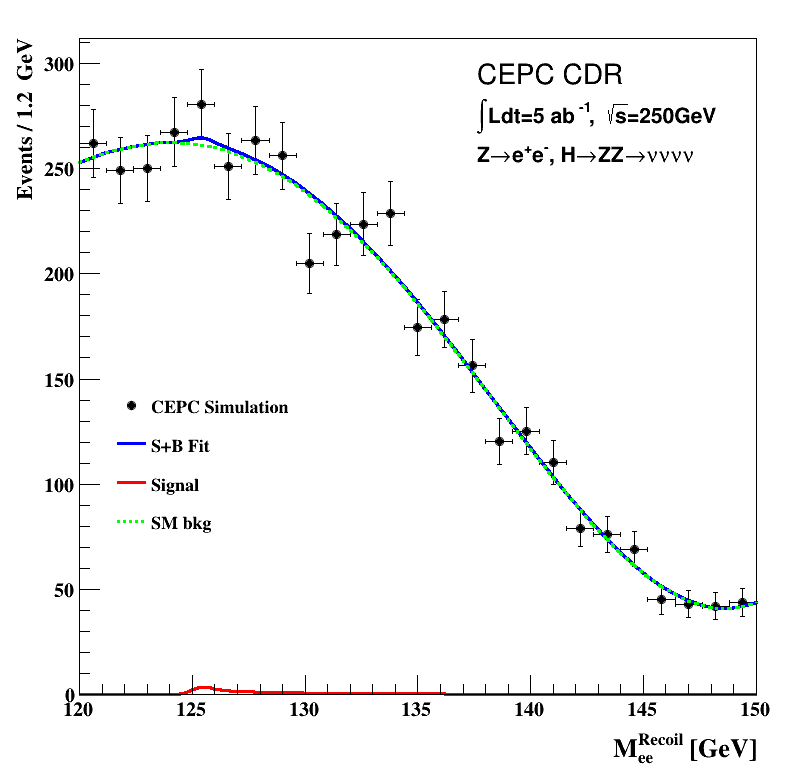 Events / 1.2 GeV
300
250
200
150
100
50
0
CEPC CDR
∫Ldt=5 ab⁻¹, √s=250GeV
Z→e⁺e⁻, H→ZZ→νννν
CEPC Simulation
S+B Fit
Signal
SM bkg
120 125 130 135 140 145 150
M_ee^Recoil [GeV]